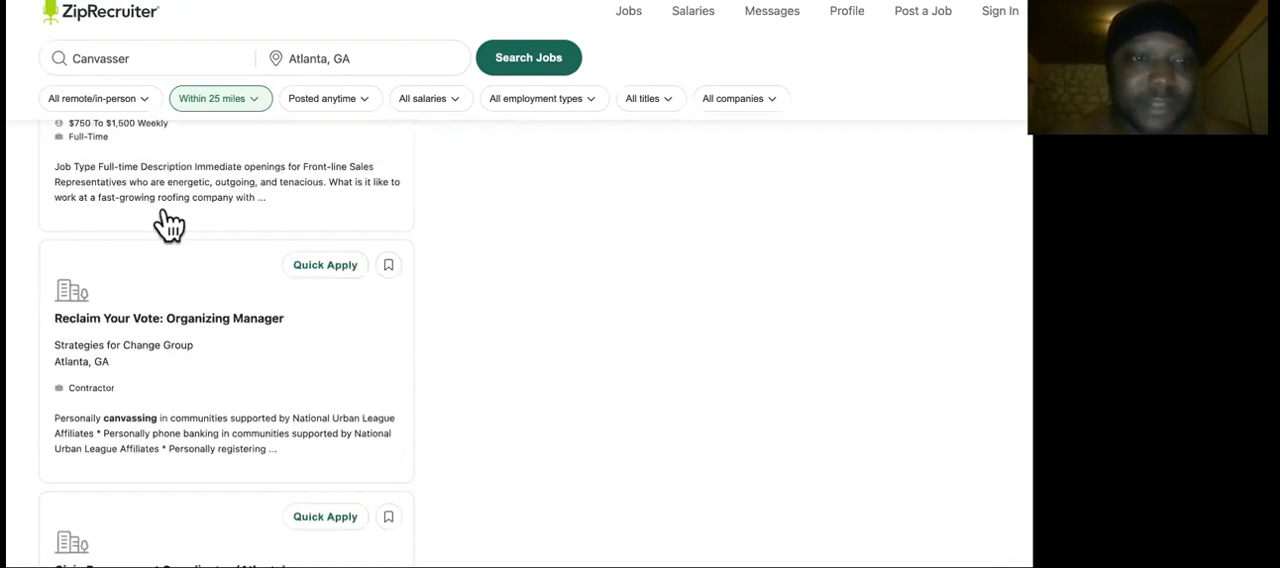 ZipRecruiter
Jobs Salaries Messages Profile Post a Job Sign In
Canvasser Atlanta, GA Search Jobs
All remote/in-person Within 25 miles Posted anytime All salaries All employment types All titles All companies
$750 To $1,500 Weekly
Full-Time
Job Type Full-time Description Immediate openings for Front-line Sales
Representatives who are energetic, outgoing, and tenacious. What is it like to
work at a fast-growing roofing company with ...
Quick Apply
Reclaim Your Vote: Organizing Manager
Strategies for Change Group
Atlanta, GA
Contractor
Personally canvassing in communities supported by National Urban League
Affiliates * Personally phone banking in communities supported by National
Urban League Affiliates * Personally registering ...
Quick Apply